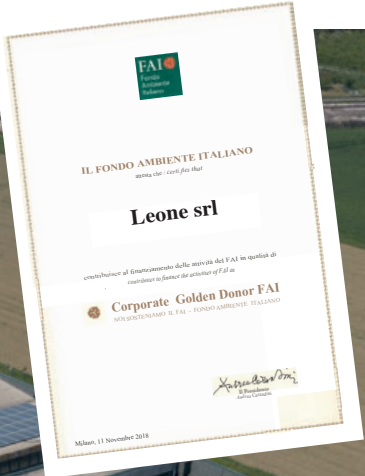 FAI
Fondo
Ambiente
Italiano
IL FONDO AMBIENTE ITALIANO
attesta che / certifies that
Leone srl
contribuisce al finanziamento delle attività del FAI in qualità di
contributes to finance the activities of FAI as
Corporate Golden Donor FAI
NOI SOSTENIAMO IL FAI - FONDO AMBIENTE ITALIANO
Il Presidente
Andrea Carandini
Milano, 13 Novembre 2018